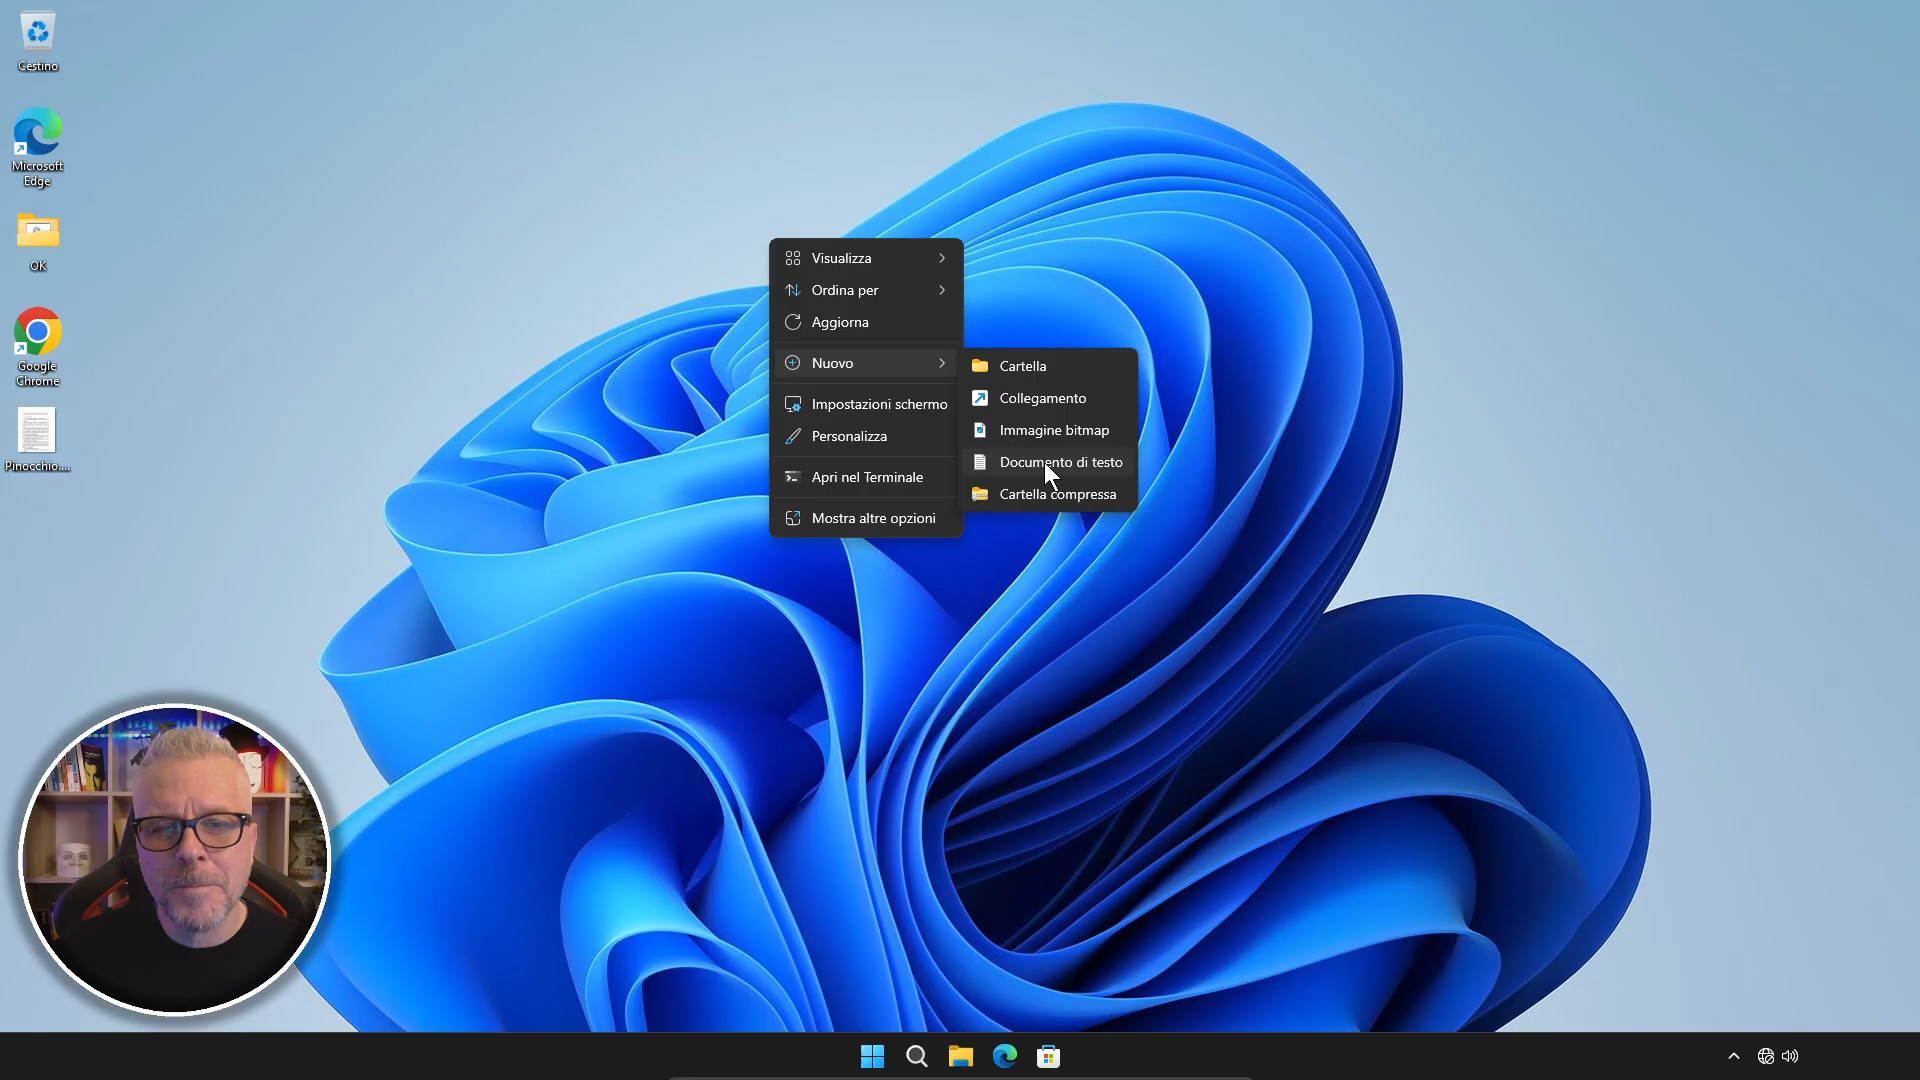 Cestino
Microsoft
Edge
OK
Google
Chrome
Pinocchio....
Visualizza
Ordina per
Aggiorna
Nuovo
Impostazioni schermo
Personalizza
Apri nel Terminale
Mostra altre opzioni
Cartella
Collegamento
Immagine bitmap
Documento di testo
Cartella compressa